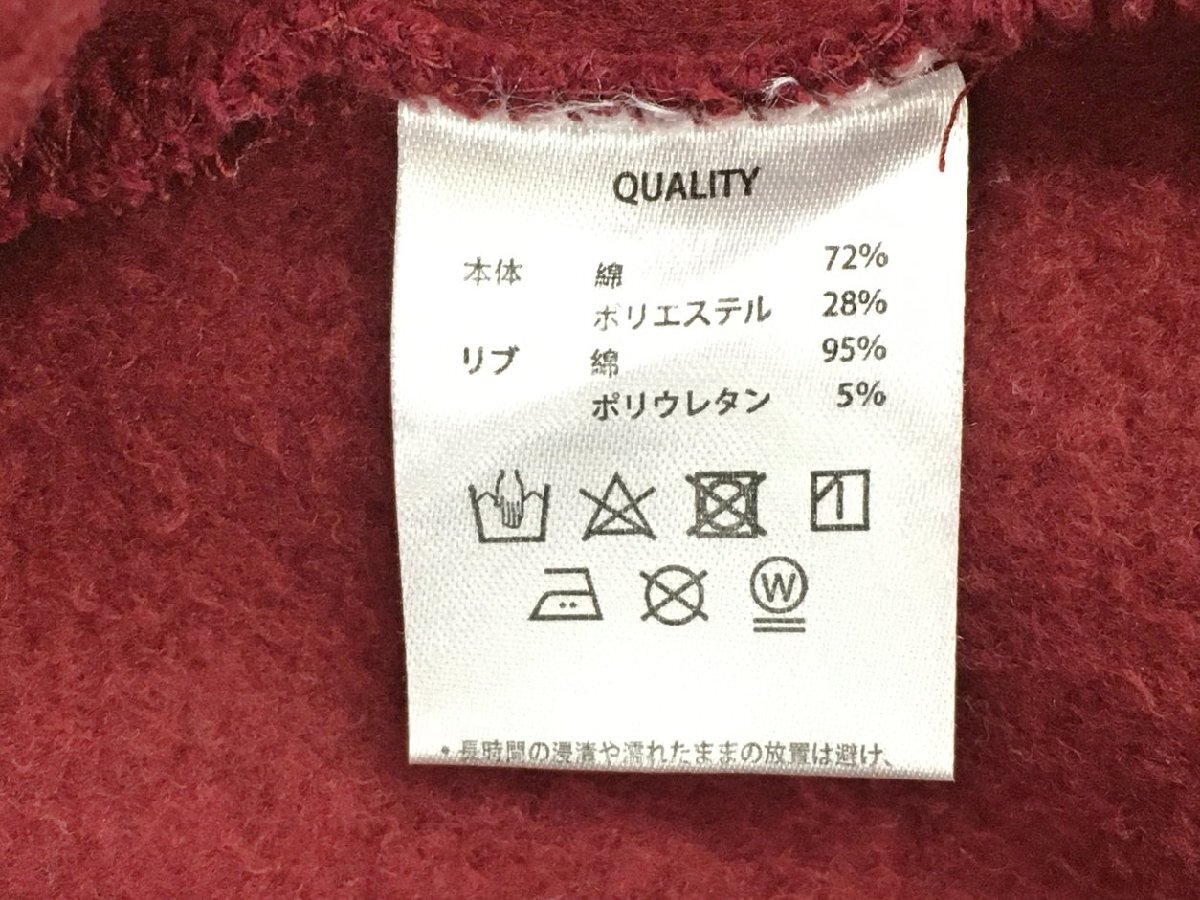 QUALITY
本体 綿 72%
ポリエステル 28%
リブ 綿 95%
ポリウレタン 5%
W
・長時間の浸漬や濡れたままの放置は避け、